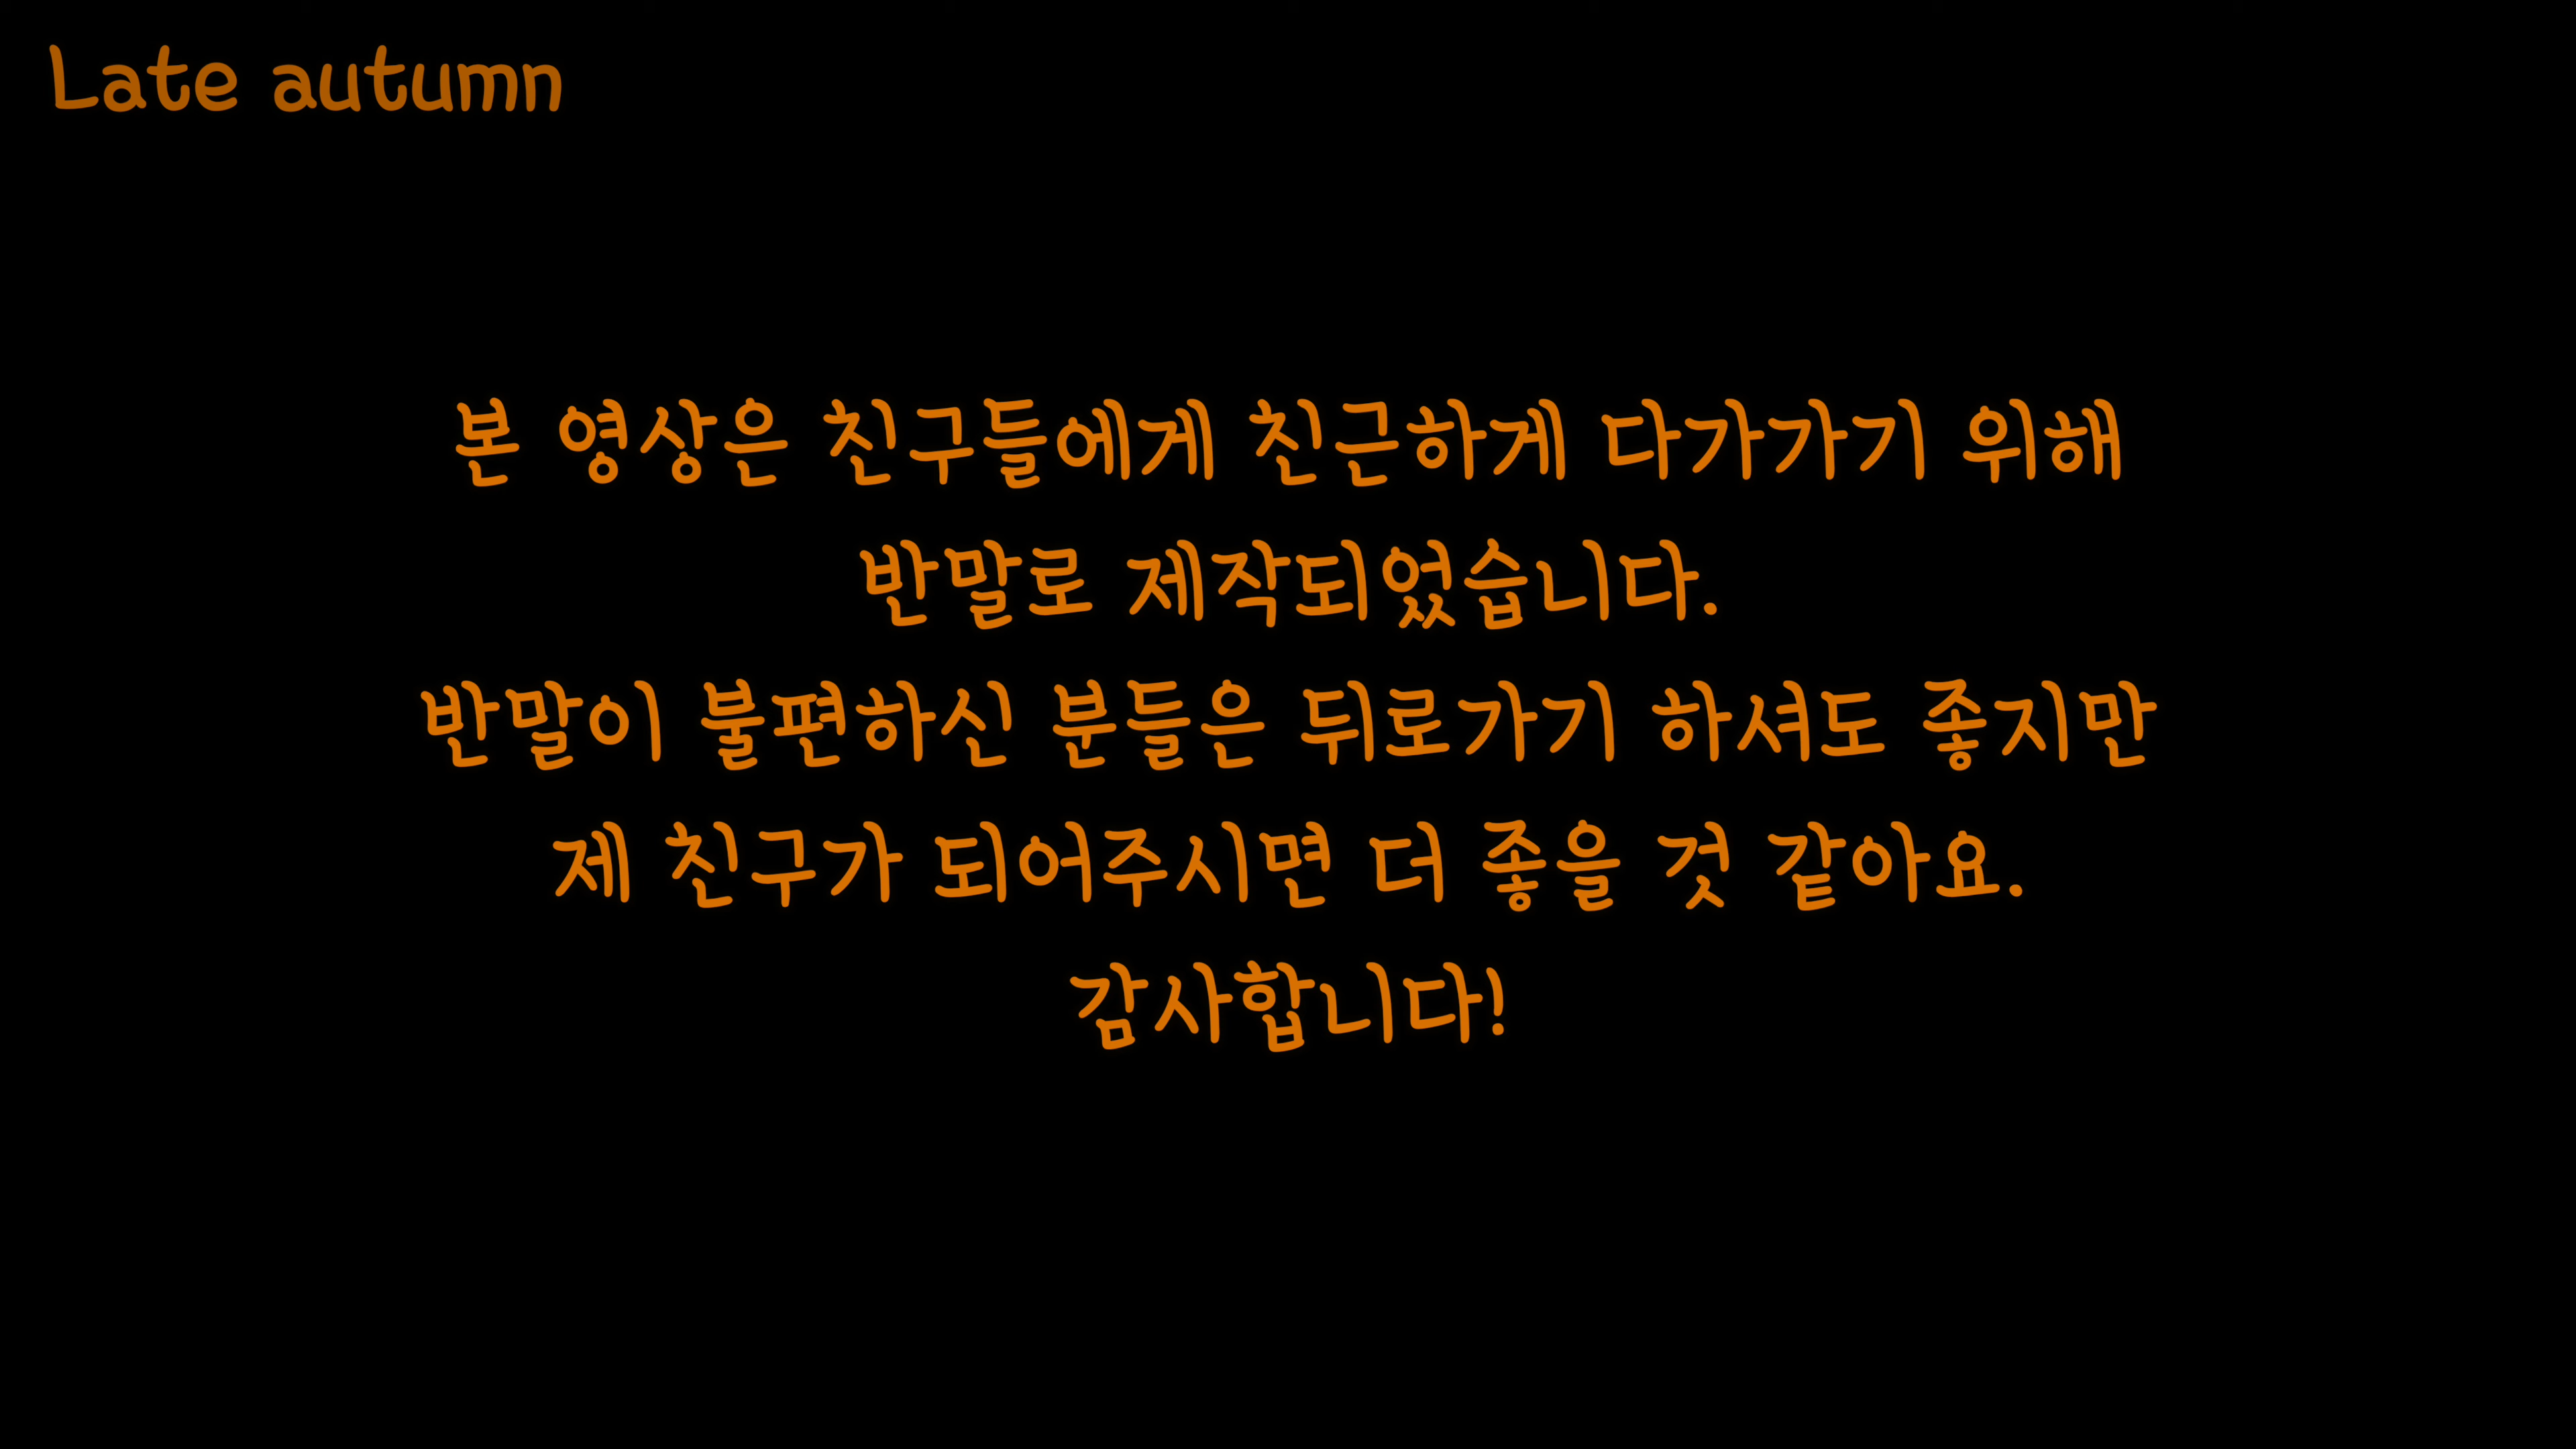 Late autumn
본 영상은 친구들에게 친근하게 다가가기 위해
반말로 제작되었습니다.
반말이 불편하신 분들은 뒤로가기 하셔도 좋지만
제 친구가 되어주시면 더 좋을 것 같아요.
감사합니다!